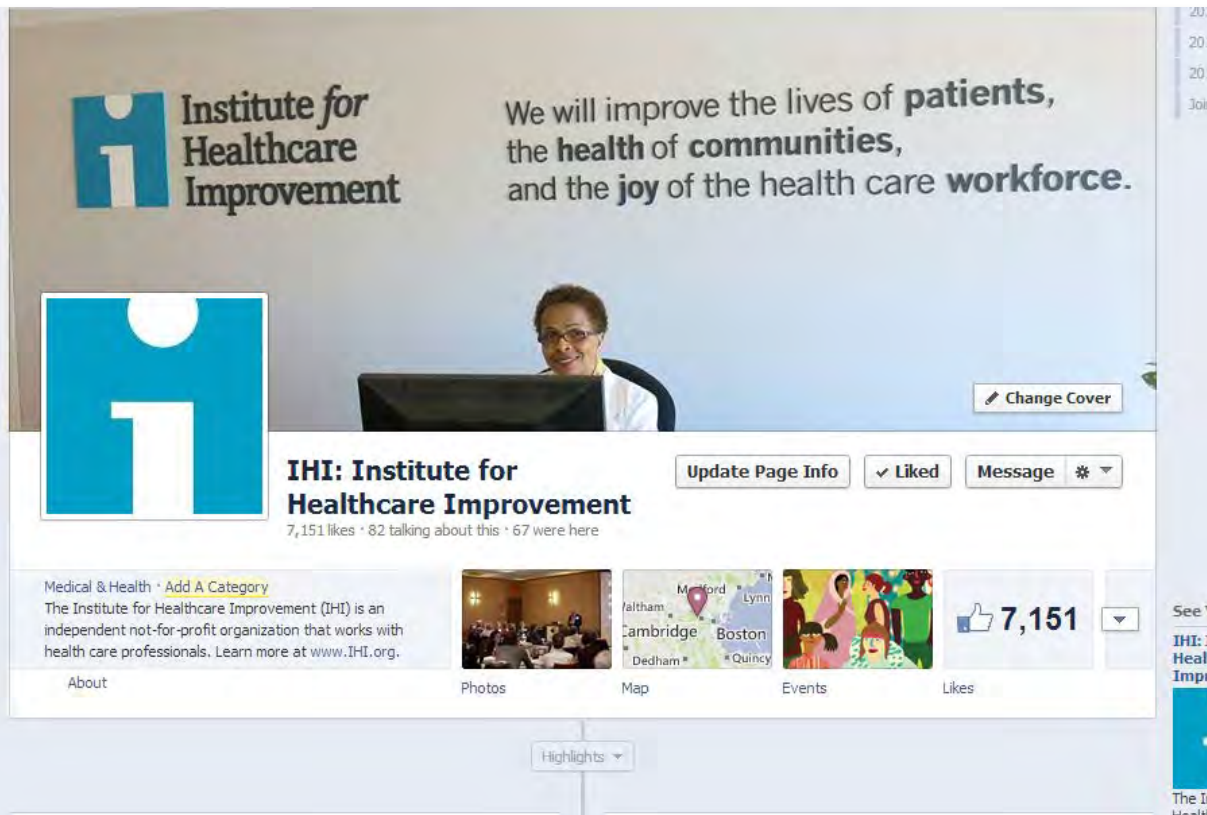 Institute for
Healthcare
Improvement
We will improve the lives of patients,
the health of communities,
and the joy of the health care workforce.
Change Cover
IHI: Institute for
Healthcare Improvement
7,151 likes · 82 talking about this · 67 were here
Update Page Info
Liked
Message
Medical & Health · Add A Category
The Institute for Healthcare Improvement (IHI) is an
independent not-for-profit organization that works with
health care professionals. Learn more at www.IHI.org.
About
Medford
Lynn
Cambridge
Boston
Dedham
Quincy
7,151
Photos
Map
Events
Likes
Highlights
20
20
20
See
IHI:
The